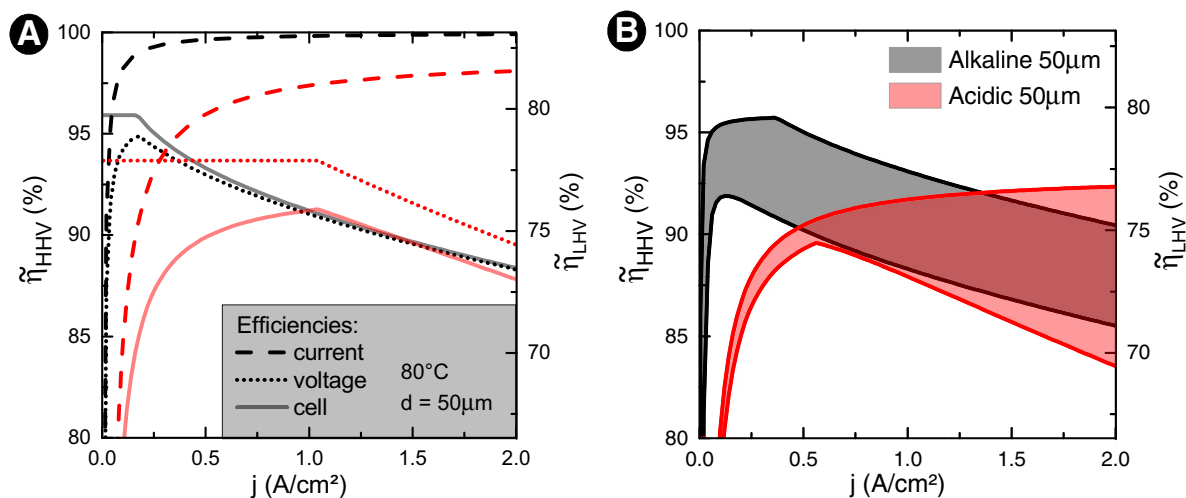 A
100
95
90
85
80
η̃HHV (%)
80
75
70
η̃LHV (%)
0.0 0.5 1.0 1.5 2.0
j (A/cm²)
Efficiencies:
current
voltage
cell
80°C
d = 50μm
B
100
95
90
85
80
η̃HHV (%)
80
75
70
η̃LHV (%)
0.0 0.5 1.0 1.5 2.0
j (A/cm²)
Alkaline 50μm
Acidic 50μm